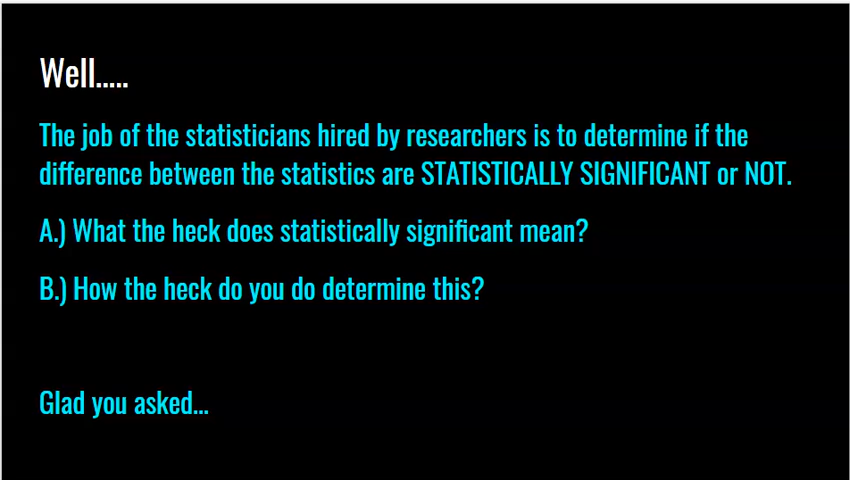 Well.....
The job of the statisticians hired by researchers is to determine if the
difference between the statistics are STATISTICALLY SIGNIFICANT or NOT.
A.) What the heck does statistically significant mean?
B.) How the heck do you do determine this?
Glad you asked...